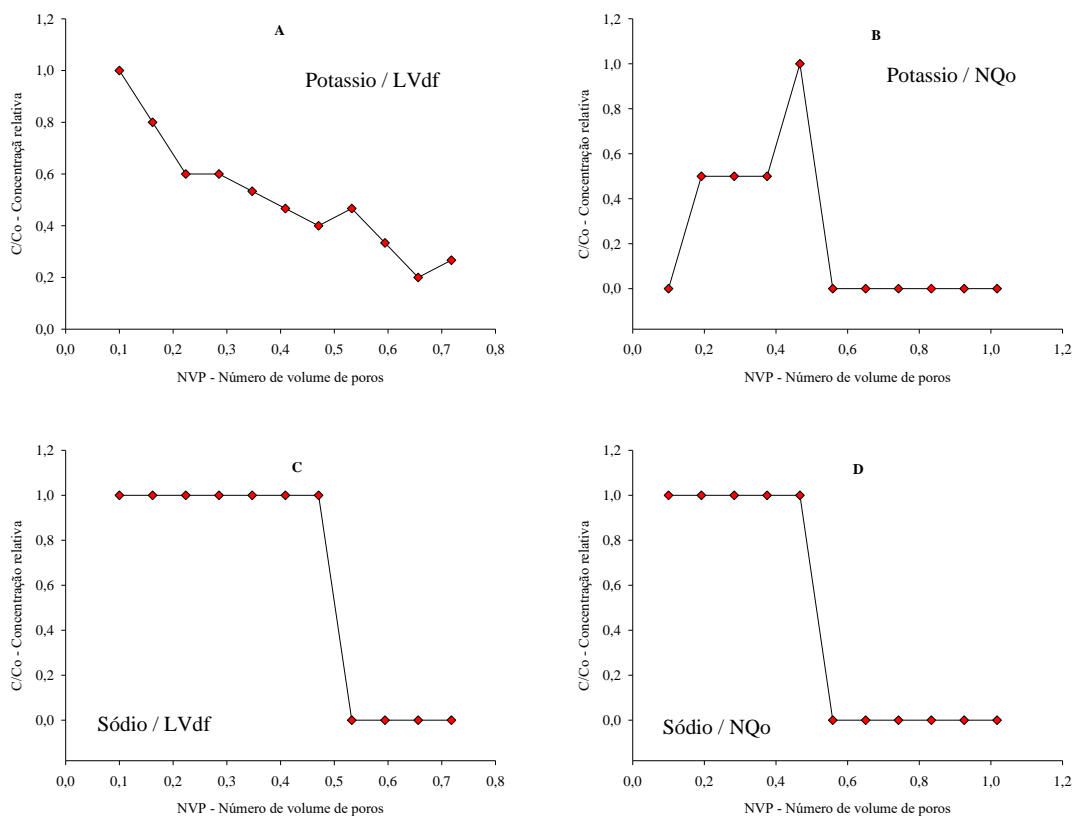 A
Potassio / LVdf
C/Co - Concentraçã relativa
1,2
1,0
0,8
0,6
0,4
0,2
0,0
0,0 0,1 0,2 0,3 0,4 0,5 0,6 0,7 0,8
NVP - Número de volume de poros
B
Potassio / NQo
C/Co - Concentração relativa
1,2
1,0
0,8
0,6
0,4
0,2
0,0
0,0 0,2 0,4 0,6 0,8 1,0 1,2
NVP - Número de volume de poros
C
Sódio / LVdf
C/Co - Concentração relativa
1,2
1,0
0,8
0,6
0,4
0,2
0,0
0,0 0,1 0,2 0,3 0,4 0,5 0,6 0,7 0,8
NVP - Número de volume de poros
D
Sódio / NQo
C/Co - Concentração relativa
1,2
1,0
0,8
0,6
0,4
0,2
0,0
0,0 0,2 0,4 0,6 0,8 1,0 1,2
NVP - Número de volume de poros